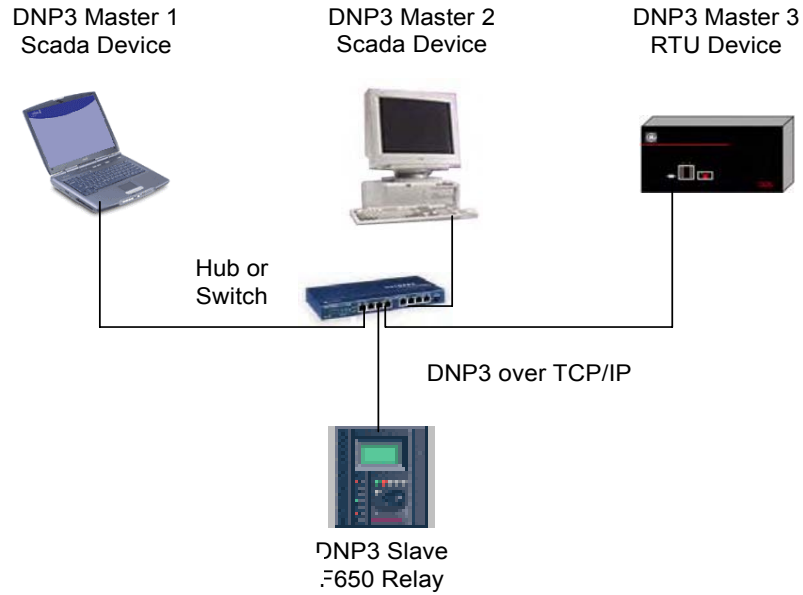 DNP3 Master 1
Scada Device
DNP3 Master 2
Scada Device
DNP3 Master 3
RTU Device
Hub or
Switch
DNP3 over TCP/IP
DNP3 Slave
F650 Relay